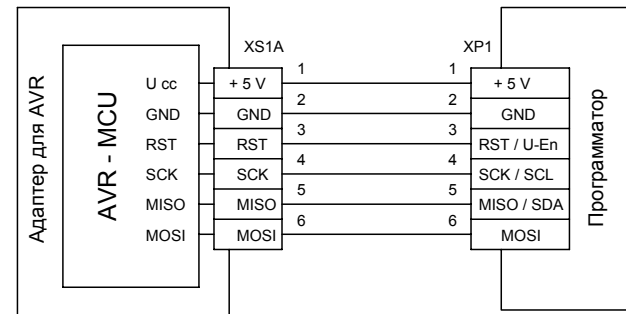 XS1A XP1
Адаптер для AVR
AVR - MCU
Программатор
U cc + 5 V 1 1 + 5 V
GND GND 2 2 GND
RST RST 3 3 RST / U-En
SCK SCK 4 4 SCK / SCL
MISO MISO 5 5 MISO / SDA
MOSI MOSI 6 6 MOSI